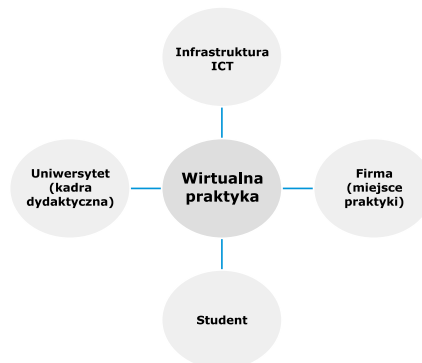 Infrastruktura
ICT
Uniwersytet
(kadra
dydaktyczna)
Wirtualna
praktyka
Firma
(miejsce
praktyki)
Student